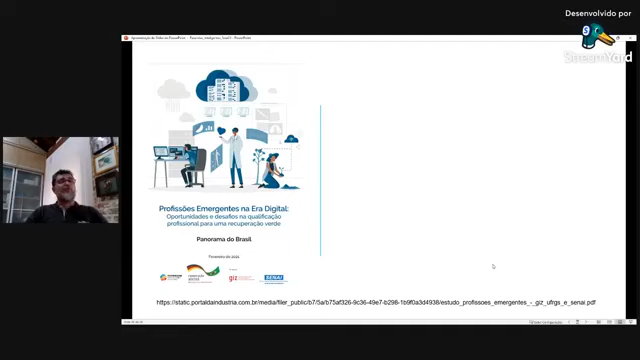 Desenvolvido por
StreamYard
Profissões Emergentes na Era Digital:
Oportunidades e desafios na qualificação
profissional para uma recuperação verde
Panorama do Brasil
giz
SENAI
https://static.portaldaindustria.com.br/media/filer_public/b7/5a/b75af326-9c36-49e7-b298-1b9f0a3d4938/estudo_profissoes_emergentes_-_giz_ufrgs_e_senai.pdf